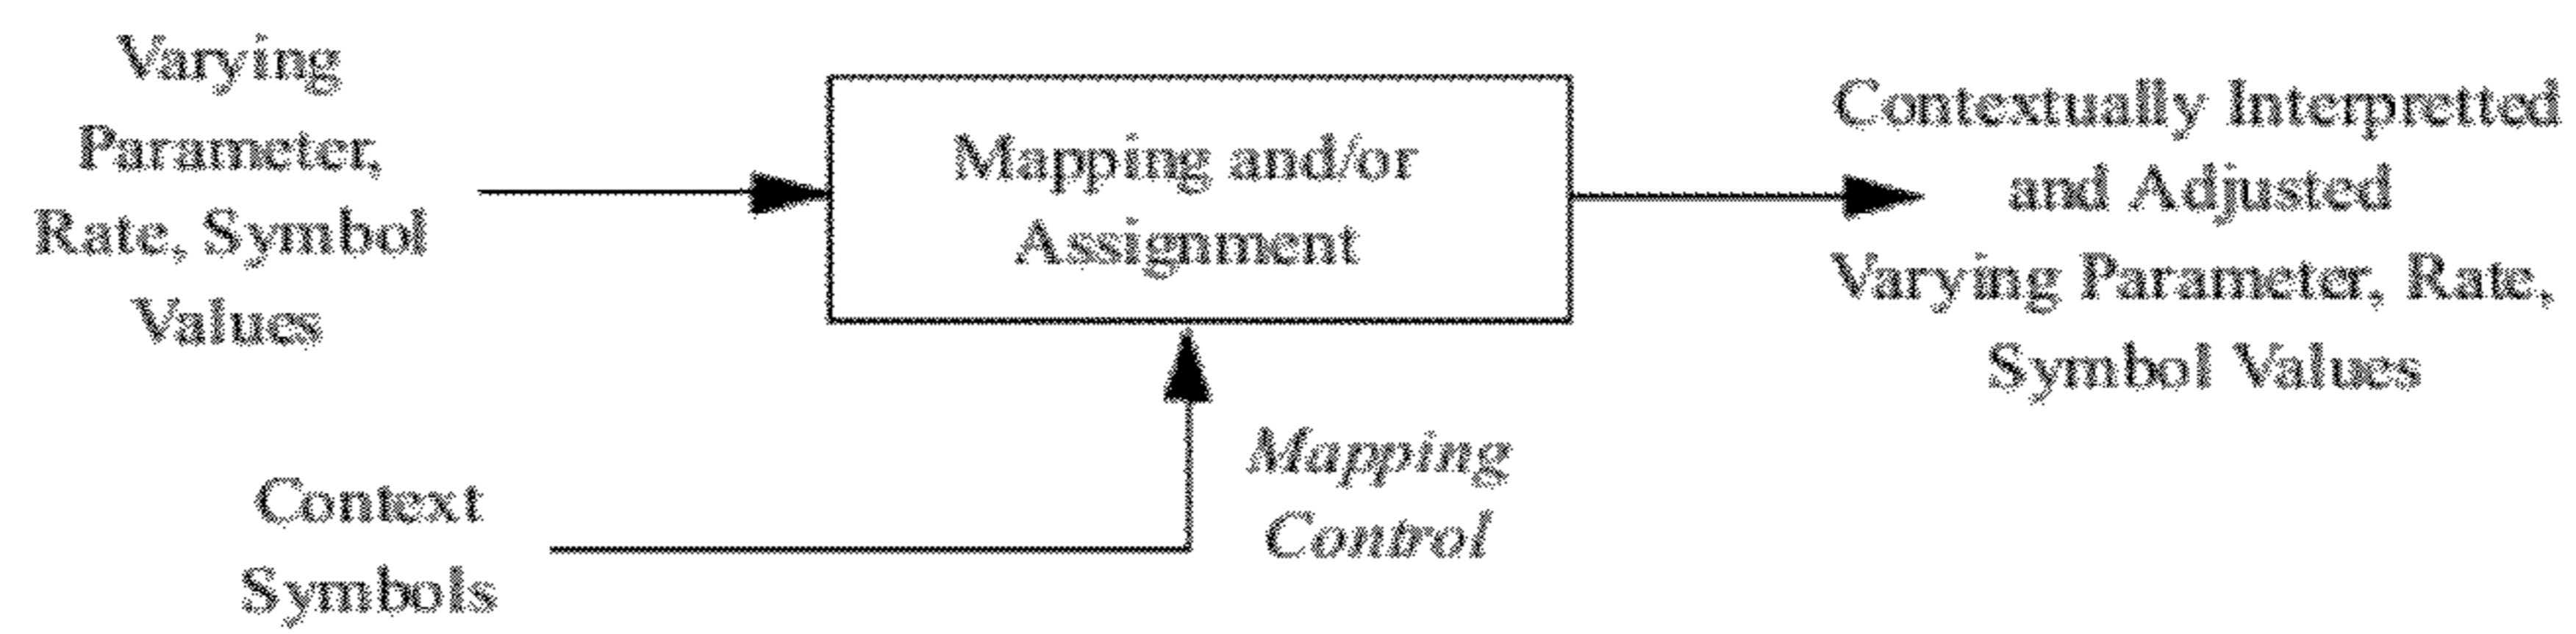 Varying
Parameter,
Rate, Symbol
Values
Mapping and/or
Assignment
Contextually Interpretted
and Adjusted
Varying Parameter, Rate,
Symbol Values
Context
Symbols
Mapping
Control